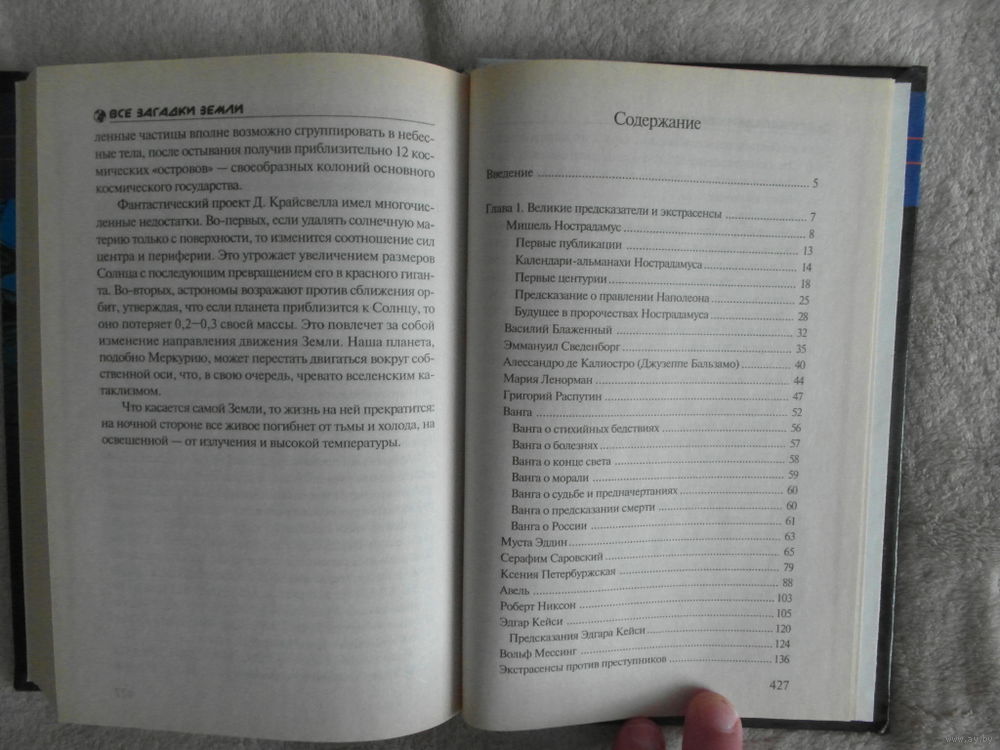 ВСЕ ЗАГАДКИ ЗЕМЛИ
ленные частицы вполне возможно сгруппировать в небес-
ные тела, после остывания получив приблизительно 12 кос-
мических «островов» — своеобразных колоний основного
космического государства.
Фантастический проект Д. Крайсвелла имел многочис-
ленные недостатки. Во-первых, если удалять солнечную ма-
терию только с поверхности, то изменится соотношение сил
центра и периферии. Это угрожает увеличением размеров
Солнца с последующим превращением его в красного гиган-
та. Во-вторых, астрономы возражают против сближения ор-
бит, утверждая, что если планета приблизится к Солнцу, то
оно потеряет 0,2—0,3 своей массы. Это повлечет за собой
изменение направления движения Земли. Наша планета,
подобно Меркурию, может перестать двигаться вокруг соб-
ственной оси, что, в свою очередь, чревато вселенским ка-
таклизмом.
Что касается самой Земли, то жизнь на ней прекратится:
на ночной стороне все живое погибнет от тьмы и холода, на
освещенной — от излучения и высокой температуры.
Содержание
Введение ... 5
Глава 1. Великие предсказатели и экстрасенсы ... 7
Мишель Нострадамус ... 8
Первые публикации ... 13
Календари-альманахи Нострадамуса ... 14
Первые центурии ... 18
Предсказание о правлении Наполеона ... 25
Будущее в пророчествах Нострадамуса ... 28
Василий Блаженный ... 32
Эммануил Сведенборг ... 35
Алессандро де Калиостро (Джузеппе Бальзамо) ... 40
Мария Ленорман ... 44
Григорий Распутин ... 47
Ванга ... 52
Ванга о стихийных бедствиях ... 56
Ванга о болезнях ... 57
Ванга о конце света ... 58
Ванга о морали ... 59
Ванга о судьбе и предначертаниях ... 60
Ванга о предсказании смерти ... 60
Ванга о России ... 61
Муста Эддин ... 63
Серафим Саровский ... 65
Ксения Петербуржская ... 79
Авель ... 88
Роберт Никсон ... 103
Эдгар Кейси ... 105
Предсказания Эдгара Кейси ... 120
Вольф Мессинг ... 124
Экстрасенсы против преступников ... 136
427
www.ay.by